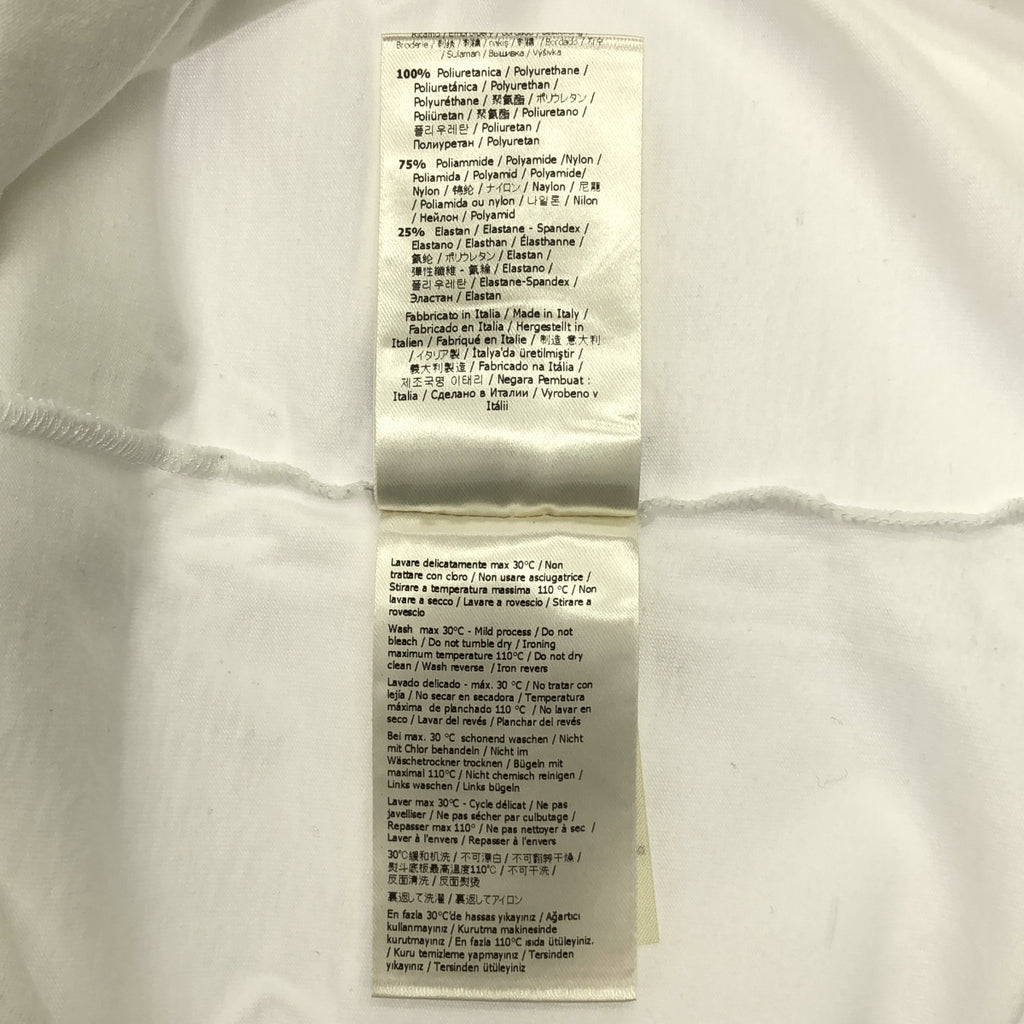 Broderie / 刺绣 / 刺繍 / nakış / 刺繡 / Bordado / 자수
/ Sulaman / Вышивка / Výšivka
100% Poliuretanica / Polyurethane /
Poliuretánica / Polyurethan /
Polyuréthane / 聚氨酯 / ポリウレタン /
Poliüretan / 聚氨酯 / Poliuretano /
폴리우레탄 / Poliuretan /
Полиуретан / Polyuretan
75% Poliammide / Polyamide /Nylon /
Poliamida / Polyamid / Polyamide/
Nylon / 锦纶 / ナイロン / Naylon / 尼龍
/ Poliamida ou nylon / 나일론 / Nilon
/ Нейлон / Polyamid
25% Elastan / Elastane - Spandex /
Elastano / Elasthan / Élasthanne /
氨纶 / ポリウレタン / Elastan /
彈性纖維 - 氨綸 / Elastano /
폴리우레탄 / Elastane-Spandex /
Эластан / Elastan
Fabbricato in Italia / Made in Italy /
Fabricado en Italia / Hergestellt in
Italien / Fabriqué en Italie / 制造 意大利
/ イタリア製 / İtalya'da üretilmiştir /
義大利製造 / Fabricado na Itália /
제조국명 이태리 / Negara Pembuat :
Italia / Сделано в Италии / Vyrobeno v
Itálii
Lavare delicatamente max 30°C / Non
trattare con cloro / Non usare asciugatrice /
Stirare a temperatura massima 110 °C / Non
lavare a secco / Lavare a rovescio / Stirare a
rovescio
Wash max 30°C - Mild process / Do not
bleach / Do not tumble dry / Ironing
maximum temperature 110°C / Do not dry
clean / Wash reverse / Iron revers
Lavado delicado - máx. 30 °C / No tratar con
lejía / No secar en secadora / Temperatura
máxima de planchado 110 °C / No lavar en
seco / Lavar del revés / Planchar del revés
Bei max. 30 °C schonend waschen / Nicht
mit Chlor behandeln / Nicht im
Wäschetrockner trocknen / Bügeln mit
maximal 110°C / Nicht chemisch reinigen /
Links waschen / Links bügeln
Laver max 30°C - Cycle délicat / Ne pas
javelliser / Ne pas sécher par culbutage /
Repasser max 110° / Ne pas nettoyer à sec /
Laver à l'envers / Repasser à l'envers
30°C缓和机洗 / 不可漂白 / 不可翻转干燥 /
熨斗底板最高温度110°C / 不可干洗 /
反面清洗 / 反面熨烫
裏返して洗濯 / 裏返してアイロン
En fazla 30°C'de hassas yıkayınız / Ağartıcı
kullanmayınız / Kurutma makinesinde
kurutmayınız / En fazla 110°C ısıda ütüleyiniz.
/ Kuru temizleme yapmayınız / Tersinden
yıkayınız / Tersinden ütüleyiniz